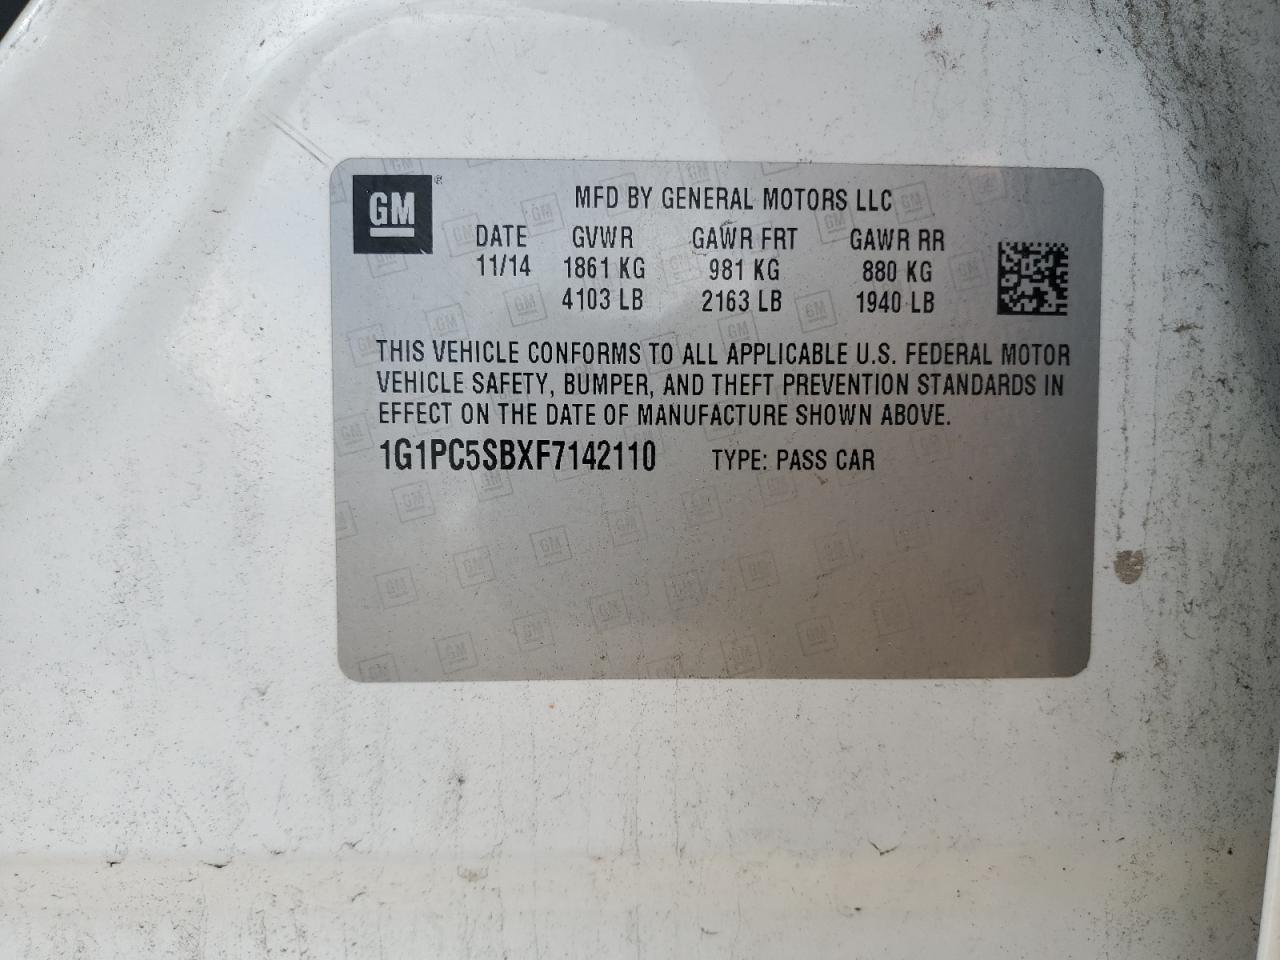 GM®
MFD BY GENERAL MOTORS LLC
DATE GVWR GAWR FRT GAWR RR
11/14 1861 KG 981 KG 880 KG
4103 LB 2163 LB 1940 LB
THIS VEHICLE CONFORMS TO ALL APPLICABLE U.S. FEDERAL MOTOR
VEHICLE SAFETY, BUMPER, AND THEFT PREVENTION STANDARDS IN
EFFECT ON THE DATE OF MANUFACTURE SHOWN ABOVE.
1G1PC5SBXF7142110 TYPE: PASS CAR